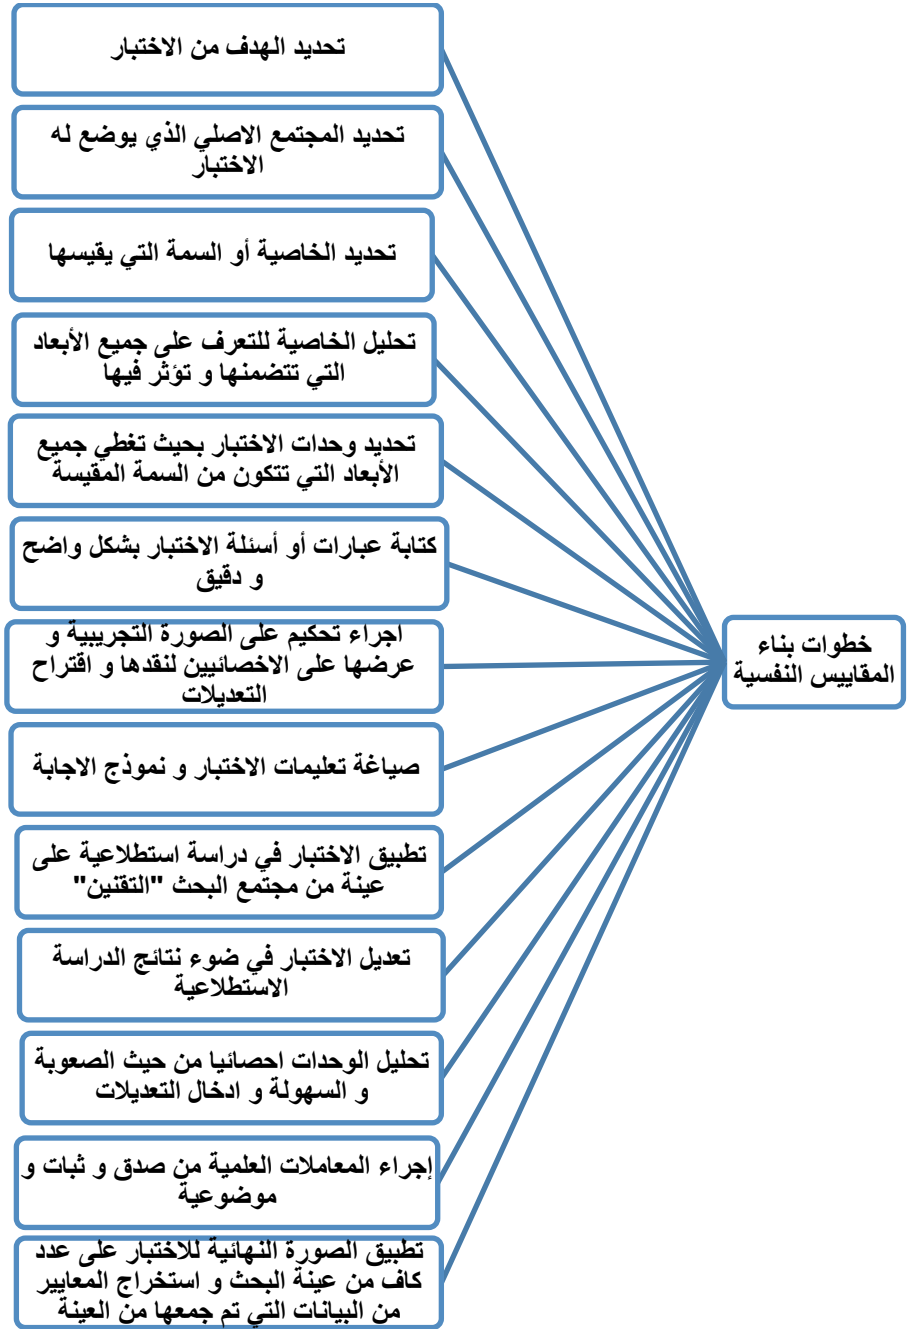 خطوات بناء
المقاييس النفسية
تحديد الهدف من الاختبار
تحديد المجتمع الاصلي الذي يوضع له
الاختبار
تحديد الخاصية أو السمة التي يقيسها
تحليل الخاصية للتعرف على جميع الأبعاد
التي تتضمنها و تؤثر فيها
تحديد وحدات الاختبار بحيث تغطي جميع
الأبعاد التي تتكون من السمة المقيسة
كتابة عبارات أو أسئلة الاختبار بشكل واضح
و دقيق
اجراء تحكيم على الصورة التجريبية و
عرضها على الاخصائيين لنقدها و اقتراح
التعديلات
صياغة تعليمات الاختبار و نموذج الاجابة
تطبيق الاختبار في دراسة استطلاعية على
عينة من مجتمع البحث "التقنين"
تعديل الاختبار في ضوء نتائج الدراسة
الاستطلاعية
تحليل الوحدات احصائيا من حيث الصعوبة
و السهولة و ادخال التعديلات
إجراء المعاملات العلمية من صدق و ثبات و
موضوعية
تطبيق الصورة النهائية للاختبار على عدد
كاف من عينة البحث و استخراج المعايير
من البيانات التي تم جمعها من العينة